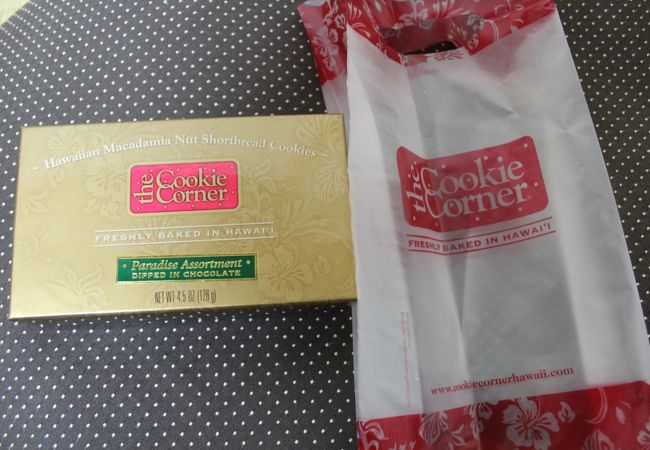 - Hawaiian Macadamia Nut Shortbread Cookies -
the Cookie
Corner
FRESHLY BAKED IN HAWAI'I
Paradise Assortment
DIPPED IN CHOCOLATE
NET WT 4.5 OZ (126 g)
the Cookie
Corner
FRESHLY BAKED IN HAWAI'I
www.cookiecornerhawaii.com